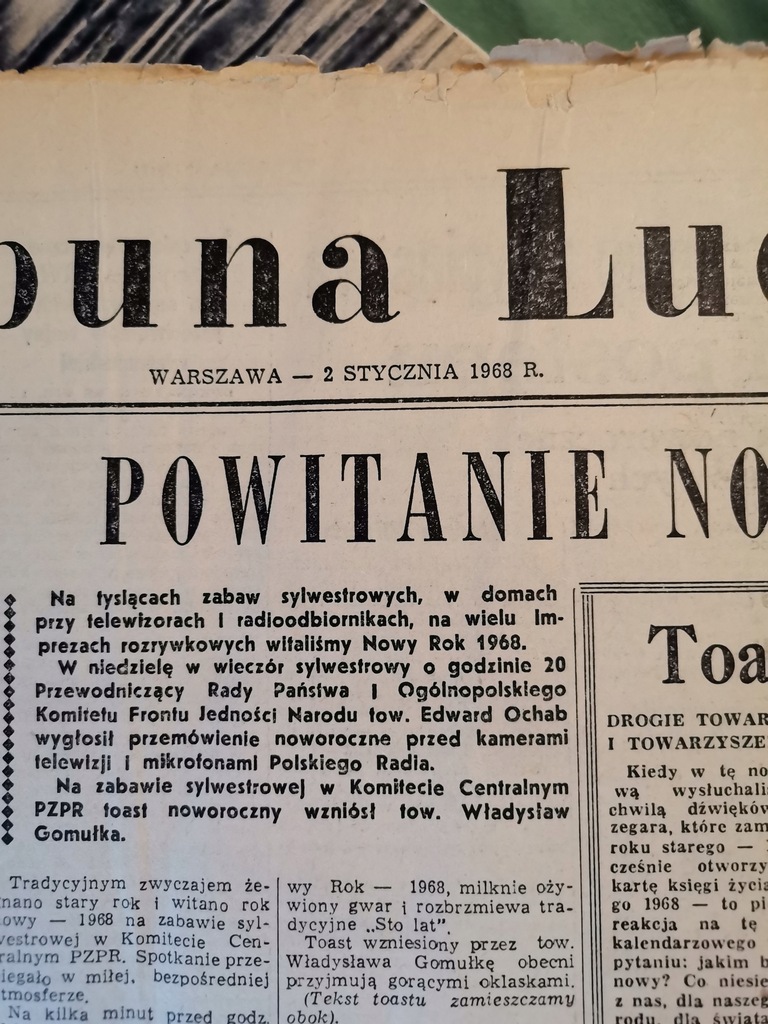 buna Lu
WARSZAWA — 2 STYCZNIA 1968 R.
POWITANIE NO
Na tysiącach zabaw sylwestrowych, w domach
przy telewizorach i radioodbiornikach, na wielu im-
prezach rozrywkowych witaliśmy Nowy Rok 1968.
W niedzielę w wieczór sylwestrowy o godzinie 20
Przewodniczący Rady Państwa i Ogólnopolskiego
Komitetu Frontu Jedności Narodu tow. Edward Ochab
wygłosił przemówienie noworoczne przed kamerami
telewizji i mikrofonami Polskiego Radia.
Na zabawie sylwestrowej w Komitecie Centralnym
PZPR toast noworoczny wzniósł tow. Władysław
Gomułka.
Tradycyjnym zwyczajem że-
nano stary rok i witano rok
owy — 1968 na zabawie syl-
westrowej w Komitecie Cen-
ralnym PZPR. Spotkanie prze-
iegało w miłej, bezpośredniej
tmosferze.
Na kilka minut przed godz.
wy Rok — 1968, milknie oży-
wiony gwar i rozbrzmiewa tra-
dycyjne „Sto lat".
Toast wzniesiony przez tow.
Władysława Gomułkę obecni
przyjmują gorącymi oklaskami.
(Tekst toastu zamieszczamy
obok).
Toa
DROGIE TOWAR
I TOWARZYSZE
Kiedy w tę no
wą wysłuchali
chwilą dźwięków
zegara, które zam
roku starego —
cześnie otworzy
kartę księgi życia
go 1968 — to pi
reakcja na tę
kalendarzowego
pytaniu: jakim b
nowy? Co niesie
z nas, dla naszeg
rodu, dla świata